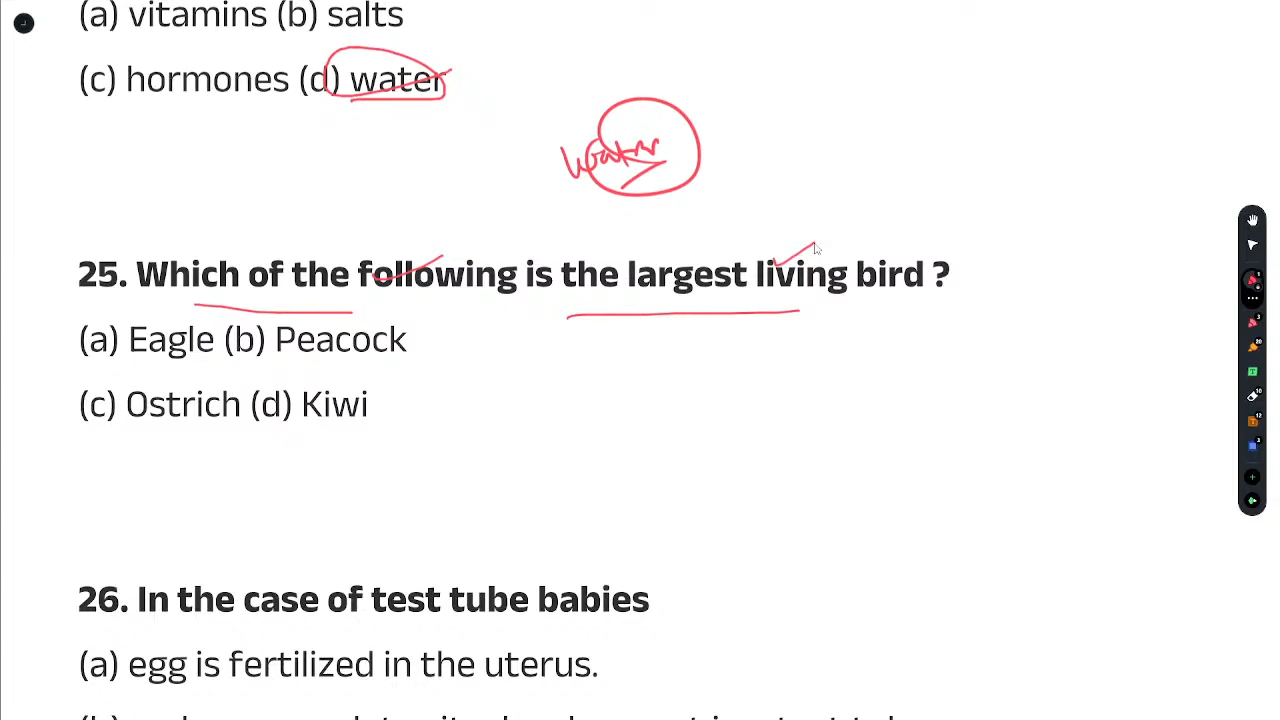 (a) vitamins (b) salts
(c) hormones (d) water
water
25. Which of the following is the largest living bird ?
(a) Eagle (b) Peacock
(c) Ostrich (d) Kiwi
26. In the case of test tube babies
(a) egg is fertilized in the uterus.